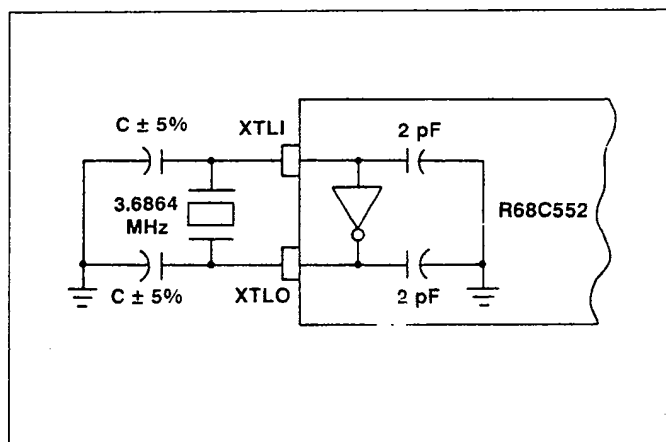 C ± 5%
XTLI
2 pF
3.6864
MHz
R68C552
C ± 5%
XTLO
2 pF